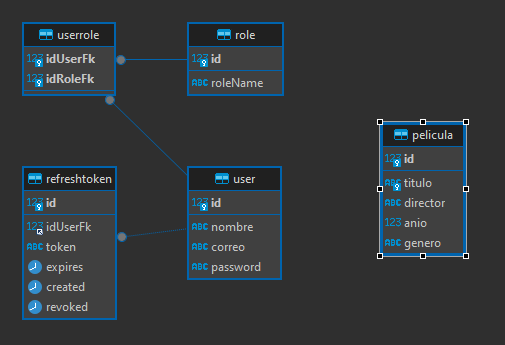 userrole
123 idUserFk
123 idRoleFk
role
123 id
ABC roleName
pelicula
123 id
ABC titulo
ABC director
123 anio
ABC genero
refreshtoken
123 id
123 idUserFk
ABC token
expires
created
revoked
user
123 id
ABC nombre
ABC correo
ABC password